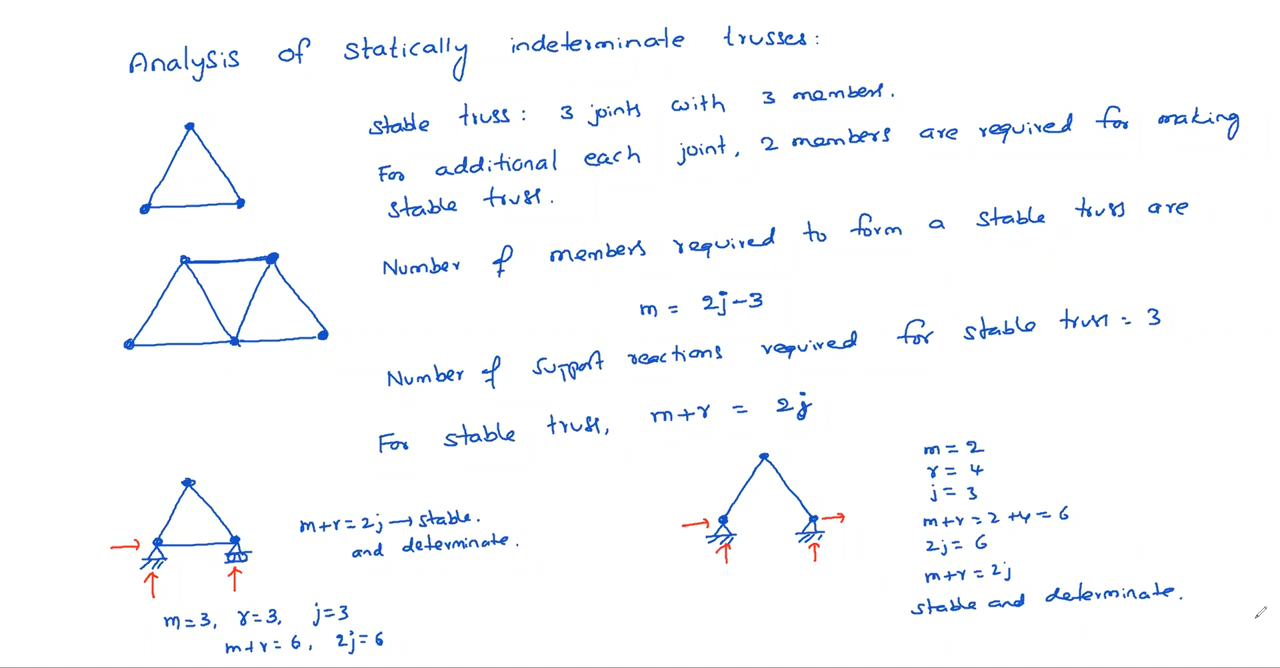 Analysis of statically indeterminate trusses:
Stable truss: 3 joints with 3 members.
For additional each joint, 2 members are required for making
stable truss.
Number of members required to form a stable truss are
m = 2j-3
Number of support reactions required for stable truss = 3
For stable truss, m+r = 2j
m+r = 2j → stable.
and determinate.
m=3, r=3, j=3
m+r=6, 2j=6
m = 2
r = 4
j = 3
m+r = 2+4 = 6
2j = 6
m+r = 2j
stable and determinate.